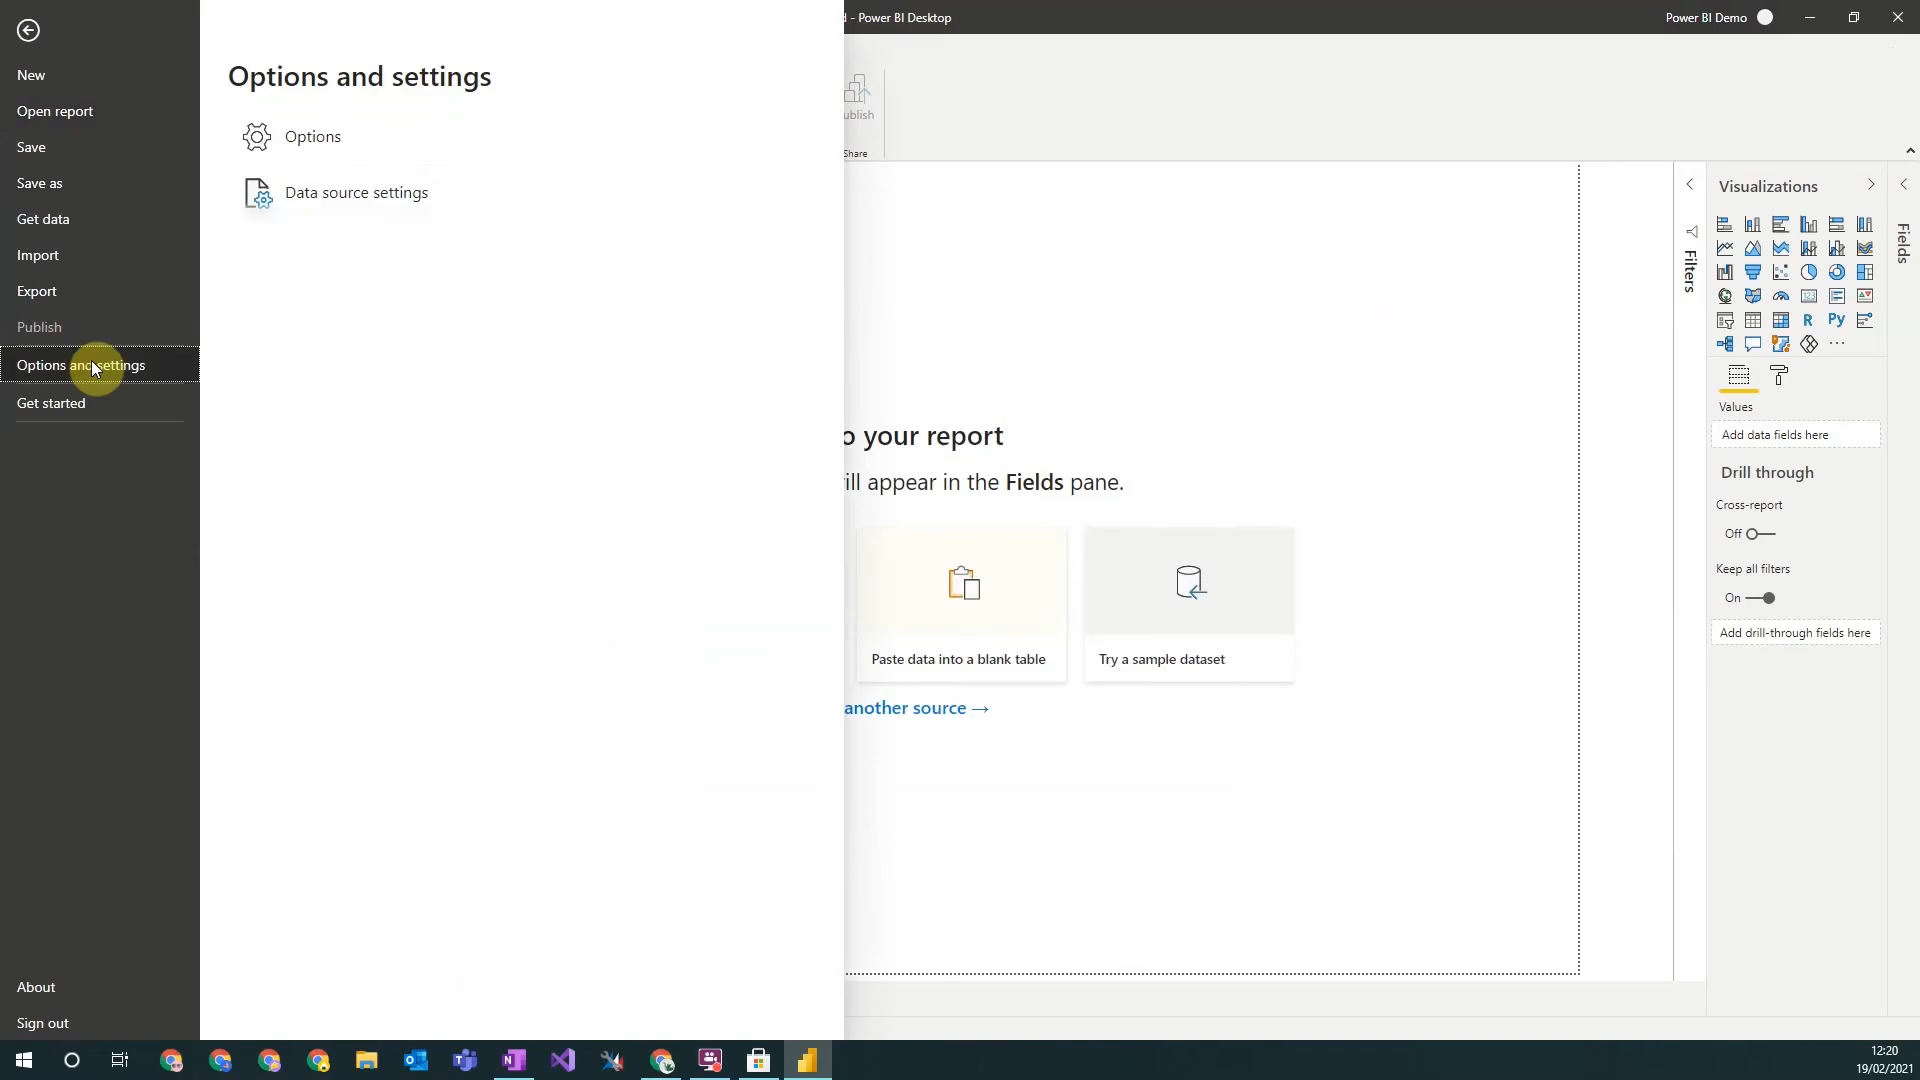 - Power BI Desktop
Power BI Demo
New
Open report
Save
Save as
Get data
Import
Export
Publish
Options and settings
Get started
About
Sign out
Options and settings
Options
Data source settings
ublish
Share
o your report
ill appear in the Fields pane.
Paste data into a blank table
Try a sample dataset
another source →
Filters
Visualizations
123
R
Py
...
Values
Add data fields here
Drill through
Cross-report
Off
Keep all filters
On
Add drill-through fields here
Fields
12:20
19/02/2021